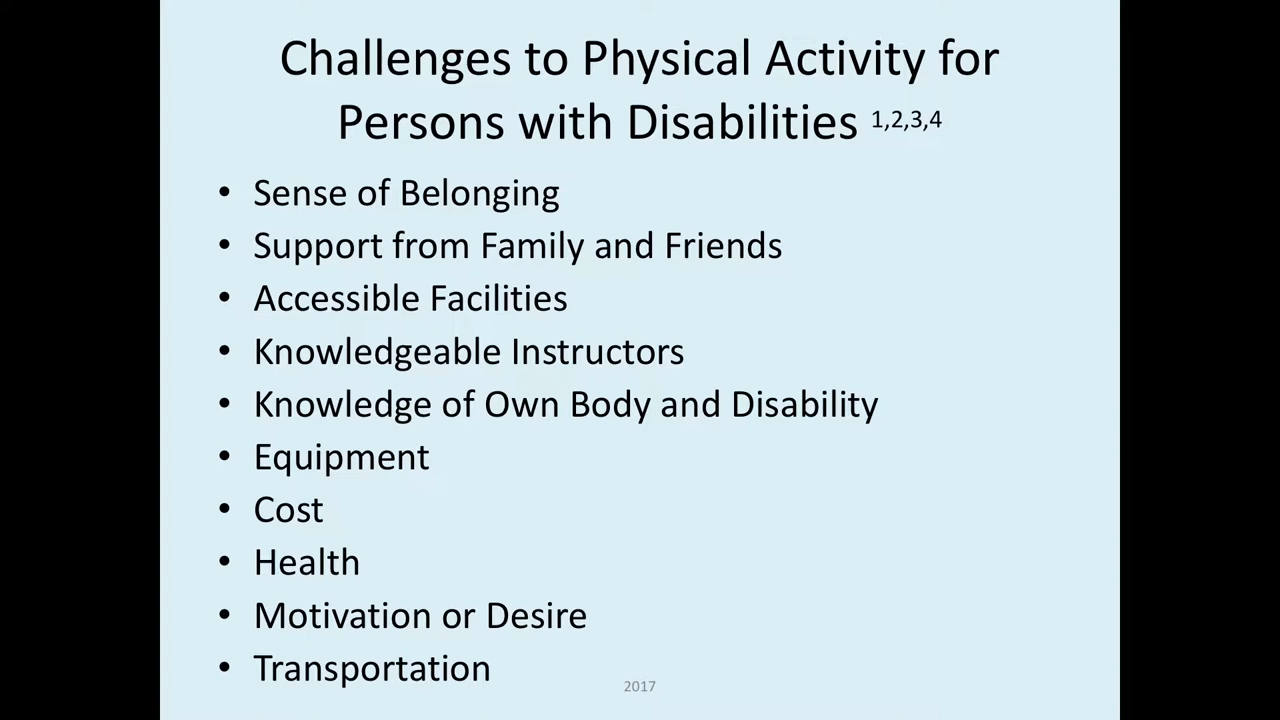 Challenges to Physical Activity for
Persons with Disabilities 1,2,3,4
• Sense of Belonging
• Support from Family and Friends
• Accessible Facilities
• Knowledgeable Instructors
• Knowledge of Own Body and Disability
• Equipment
• Cost
• Health
• Motivation or Desire
• Transportation
2017